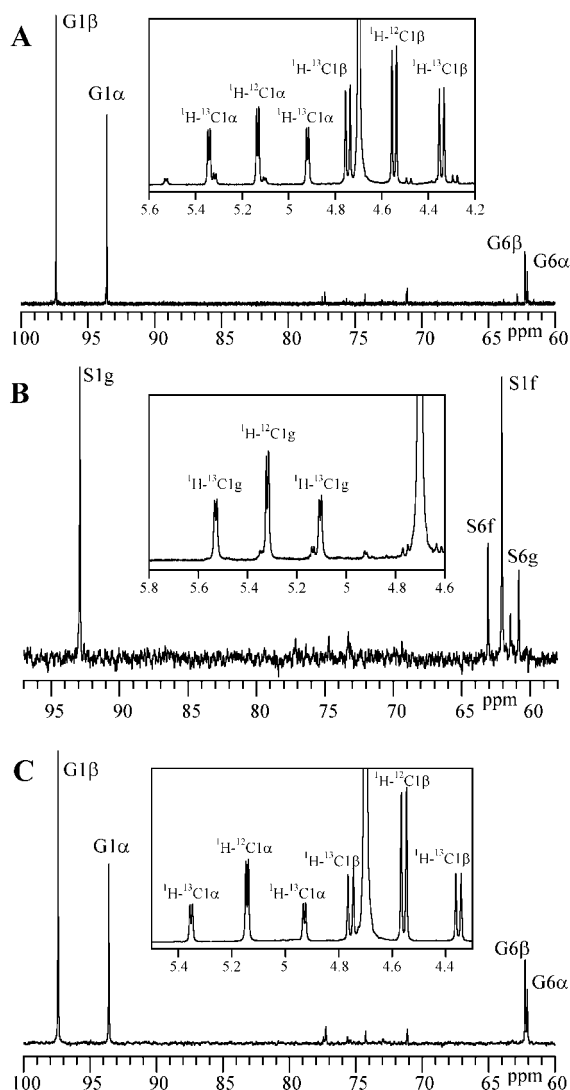 A
G1β
G1α
¹H-¹³C1α
¹H-¹²C1α
¹H-¹³C1α
¹H-¹³C1β
¹H-¹²C1β
¹H-¹³C1β
5.6 5.4 5.2 5 4.8 4.6 4.4 4.2
G6β
G6α
100 95 90 85 80 75 70 65 ppm 60
B
S1g
¹H-¹³C1g
¹H-¹²C1g
¹H-¹³C1g
5.8 5.6 5.4 5.2 5 4.9 4.8 4.6
S1f
S6f
S6g
95 90 85 80 75 70 65 ppm 60
C
G1β
G1α
¹H-¹³C1α
¹H-¹²C1α
¹H-¹³C1α
¹H-¹³C1β
¹H-¹²C1β
¹H-¹³C1β
5.4 5.2 5 4.8 4.6 4.4
G6β
G6α
100 95 90 85 80 75 70 65 ppm 60